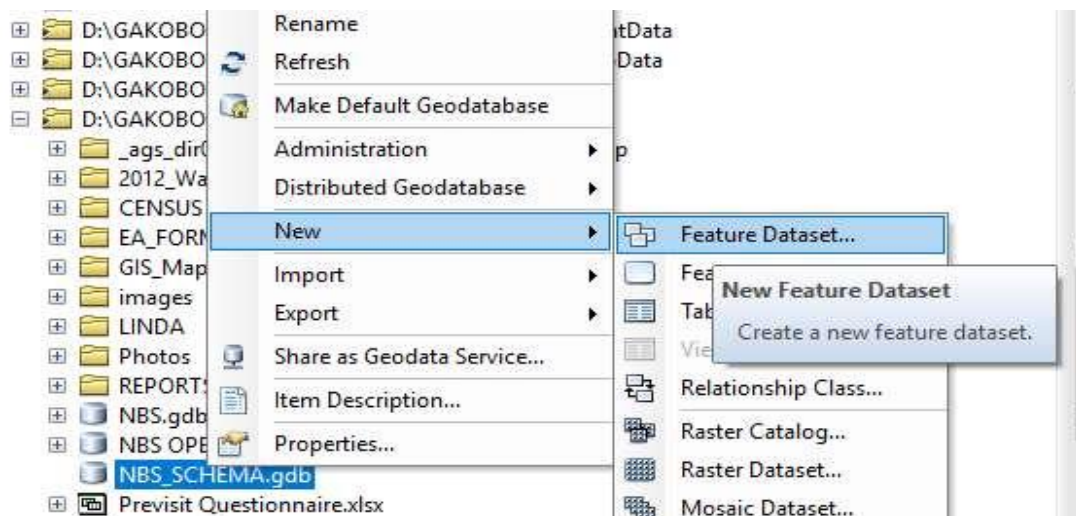 D:\GAKOBO
D:\GAKOBO
D:\GAKOBO
D:\GAKOBO
_ags_dir
2012_Wa
CENSUS
EA_FORM
GIS_Map
images
LINDA
Photos
REPORTS
NBS.gdb
NBS OPE
NBS_SCHEMA.gdb
Previsit Questionnaire.xlsx
Rename
Refresh
Make Default Geodatabase
Administration
Distributed Geodatabase
New
Import
Export
Share as Geodata Service...
Item Description...
Properties...
tData
Data
p
Feature Dataset...
Fea
Tab
Vie
Relationship Class...
Raster Catalog...
Raster Dataset...
Mosaic Dataset...
New Feature Dataset
Create a new feature dataset.